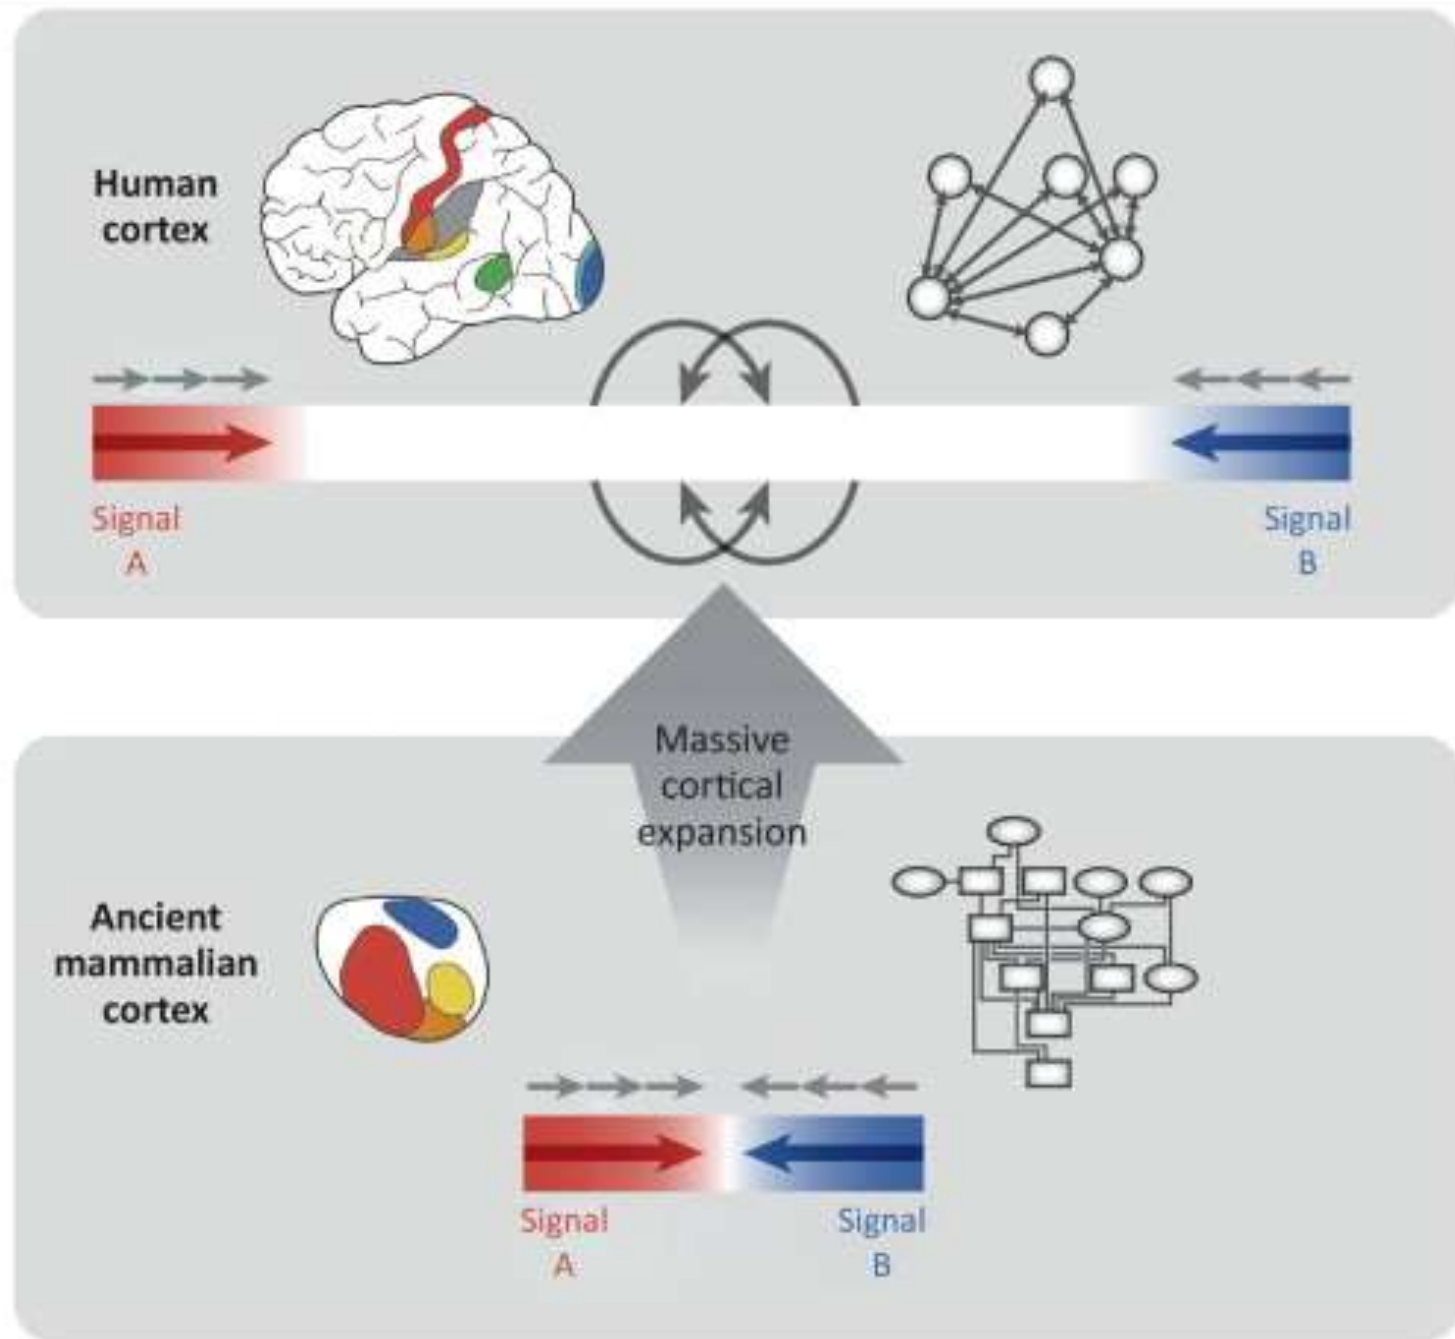 Human
cortex
Signal
A
Signal
B
Massive
cortical
expansion
Ancient
mammalian
cortex
Signal
A
Signal
B